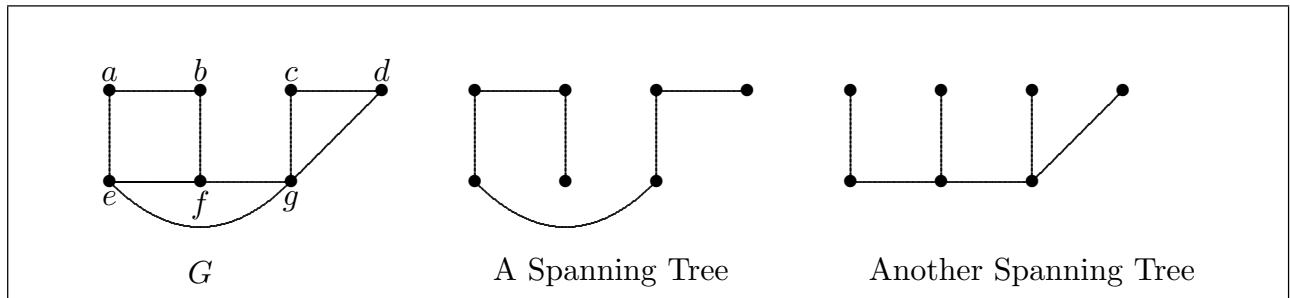 a b c d
e f g
G A Spanning Tree Another Spanning Tree